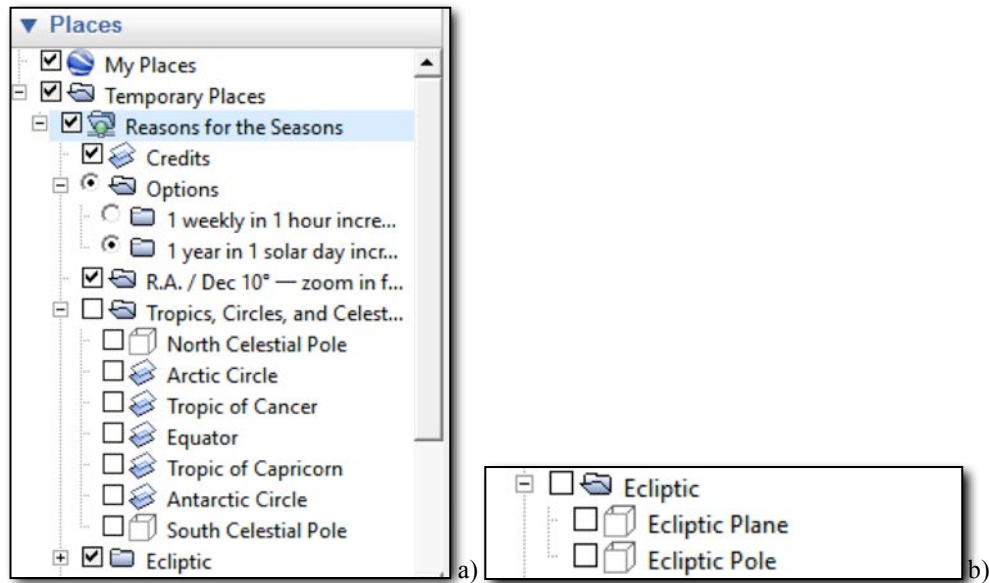 Places
My Places
Temporary Places
Reasons for the Seasons
Credits
Options
1 weekly in 1 hour incre...
1 year in 1 solar day incr...
R.A. / Dec 10° — zoom in f...
Tropics, Circles, and Celest...
North Celestial Pole
Arctic Circle
Tropic of Cancer
Equator
Tropic of Capricorn
Antarctic Circle
South Celestial Pole
Ecliptic
a)
Ecliptic
Ecliptic Plane
Ecliptic Pole
b)